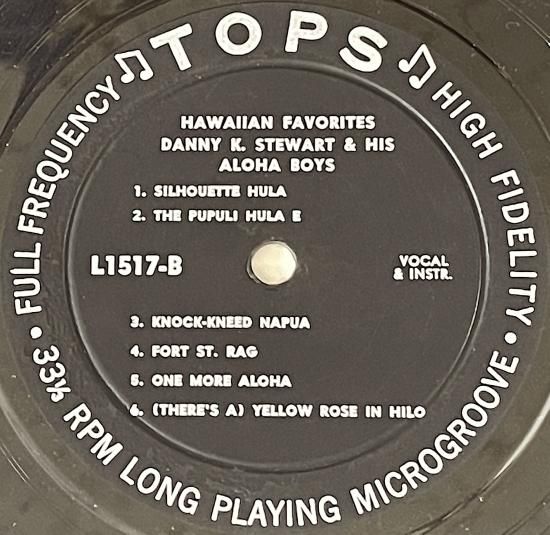 TOPS
HIGH FIDELITY
FULL FREQUENCY
HAWAIIAN FAVORITES
DANNY K. STEWART & HIS
ALOHA BOYS
1. SILHOUETTE HULA
2. THE PUPULI HULA E
L1517-B
VOCAL
& INSTR.
3. KNOCK-KNEED NAPUA
4. FORT ST. RAG
5. ONE MORE ALOHA
6. (THERE'S A) YELLOW ROSE IN HILO
• 33⅓ RPM LONG PLAYING MICROGROOVE •